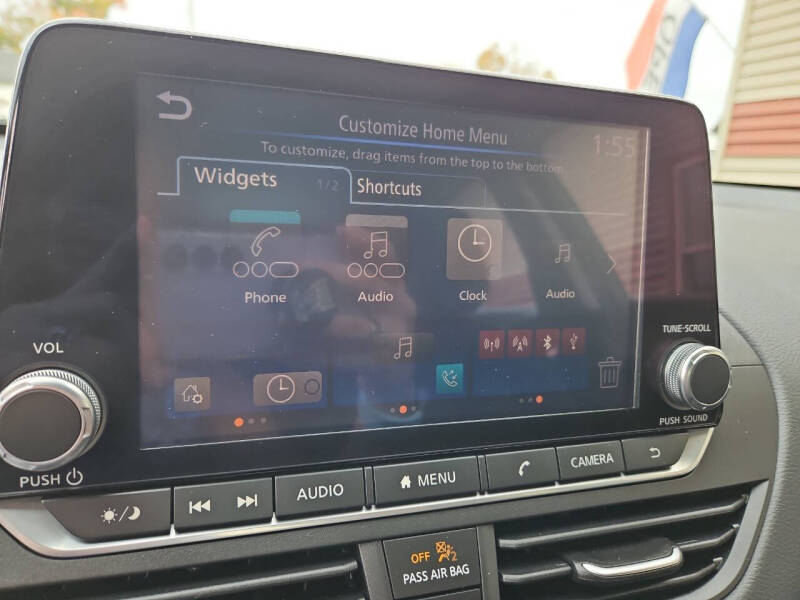 OPE
Customize Home Menu
1:55
To customize, drag items from the top to the bottom.
Widgets 1/2 Shortcuts
Phone Audio Clock Audio
VOL
TUNE·SCROLL
PUSH
PUSH SOUND
AUDIO
MENU
CAMERA
OFF 2
PASS AIR BAG